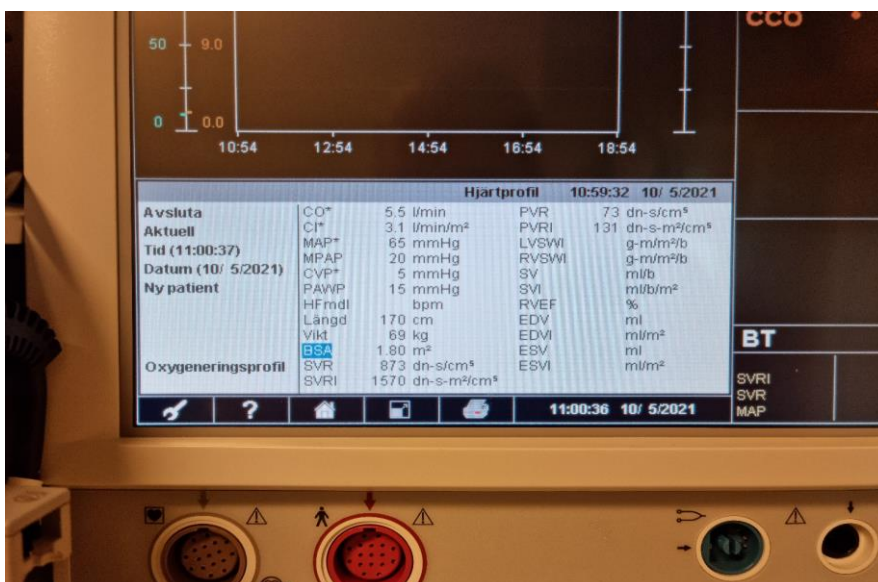 CCO
50 9.0
0 0.0
10:54 12:54 14:54 16:54 18:54
Hjärtprofil 10:59:32 10/ 5/2021
Avsluta
Aktuell
Tid (11:00:37)
Datum (10/ 5/2021)
Ny patient
Oxygeneringsprofil
CO* 5.5 l/min
CI* 3.1 l/min/m²
MAP* 65 mmHg
MPAP 20 mmHg
CVP* 5 mmHg
PAWP 15 mmHg
HFmdl bpm
Längd 170 cm
Vikt 69 kg
BSA 1.80 m²
SVR 873 dn-s/cm⁵
SVRI 1570 dn-s-m²/cm⁵
PVR 73 dn-s/cm⁵
PVRI 131 dn-s-m²/cm⁵
LVSWI g-m/m²/b
RVSWI g-m/m²/b
SV ml/b
SVI ml/b/m²
RVEF %
EDV ml
EDVI ml/m²
ESV ml
ESVI ml/m²
BT
SVRI
SVR
MAP
? 11:00:36 10/ 5/2021